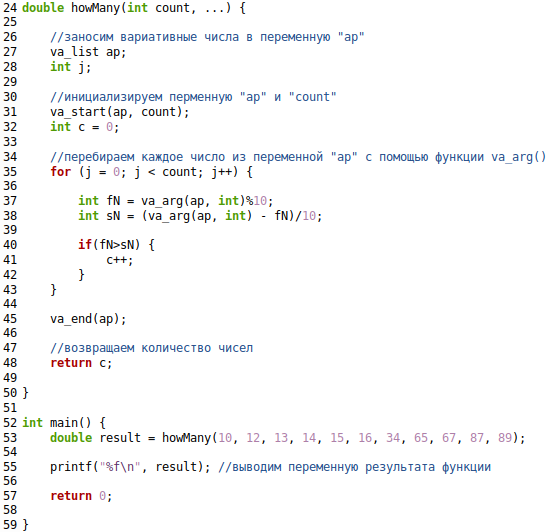 24 double howMany(int count, ...) {
25
26     //заносим вариативные числа в переменную "ap"
27     va_list ap;
28     int j;
29
30     //инициализируем перменную "ap" и "count"
31     va_start(ap, count);
32     int c = 0;
33
34     //перебираем каждое число из переменной "ap" с помощью функции va_arg()
35     for (j = 0; j < count; j++) {
36
37         int fN = va_arg(ap, int)%10;
38         int sN = (va_arg(ap, int) - fN)/10;
39
40         if(fN>sN) {
41             c++;
42         }
43     }
44
45     va_end(ap);
46
47     //возвращаем количество чисел
48     return c;
49
50 }
51
52 int main() {
53     double result = howMany(10, 12, 13, 14, 15, 16, 34, 65, 67, 87, 89);
54
55     printf("%f\n", result); //выводим переменную результата функции
56
57     return 0;
58
59 }